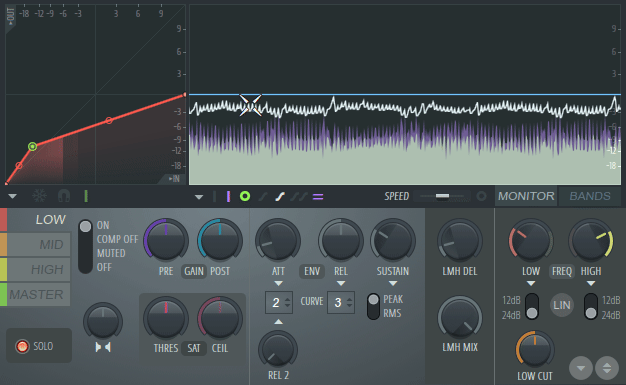 OUT
-18 -12 -9 -6 -3 3 6 9
9 9
6 6
3 3
-3 -3
-6 -6
-9 -9
-12 -12
-18 -18
IN
SPEED MONITOR BANDS
LOW
MID
HIGH
MASTER
SOLO
ON
COMP OFF
MUTED
OFF
PRE GAIN POST
THRES SAT CEIL
ATT ENV REL SUSTAIN
2 CURVE 3 PEAK
RMS
REL 2
LMH DEL
LMH MIX
LOW FREQ HIGH
12dB LIN 12dB
24dB 24dB
LOW CUT